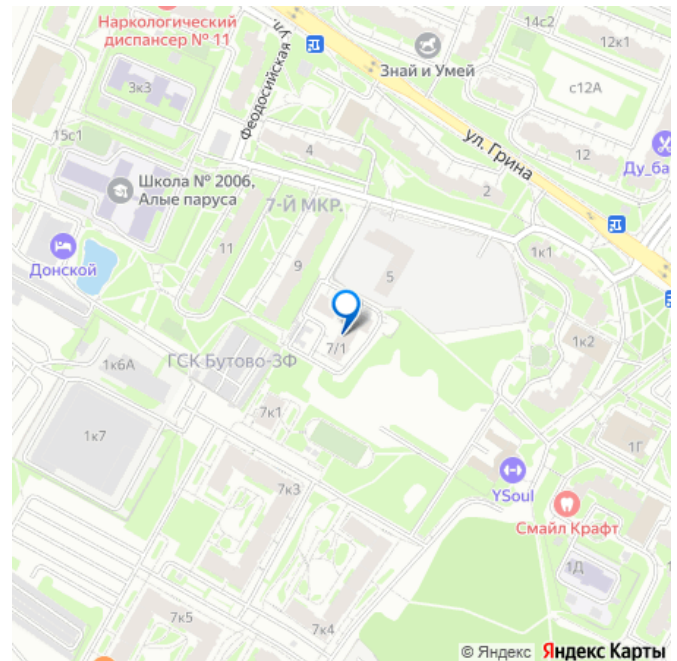 Наркологический
диспансер № 11
14с2
12к1
Знай и Умей
3к3
Феодосийская ул.
с12А
15с1
4
ул. Грина
12
Ду_ба
Школа № 2006,
Алые паруса
2
7-Й МКР.
11
9
5
1к1
Донской
7/1
1к2
ГСК Бутово-3Ф
1к6А
7к1
1к7
1Г
7к3
YSoul
Смайл Крафт
1Д
7к5
7к4
© Яндекс Яндекс Карты